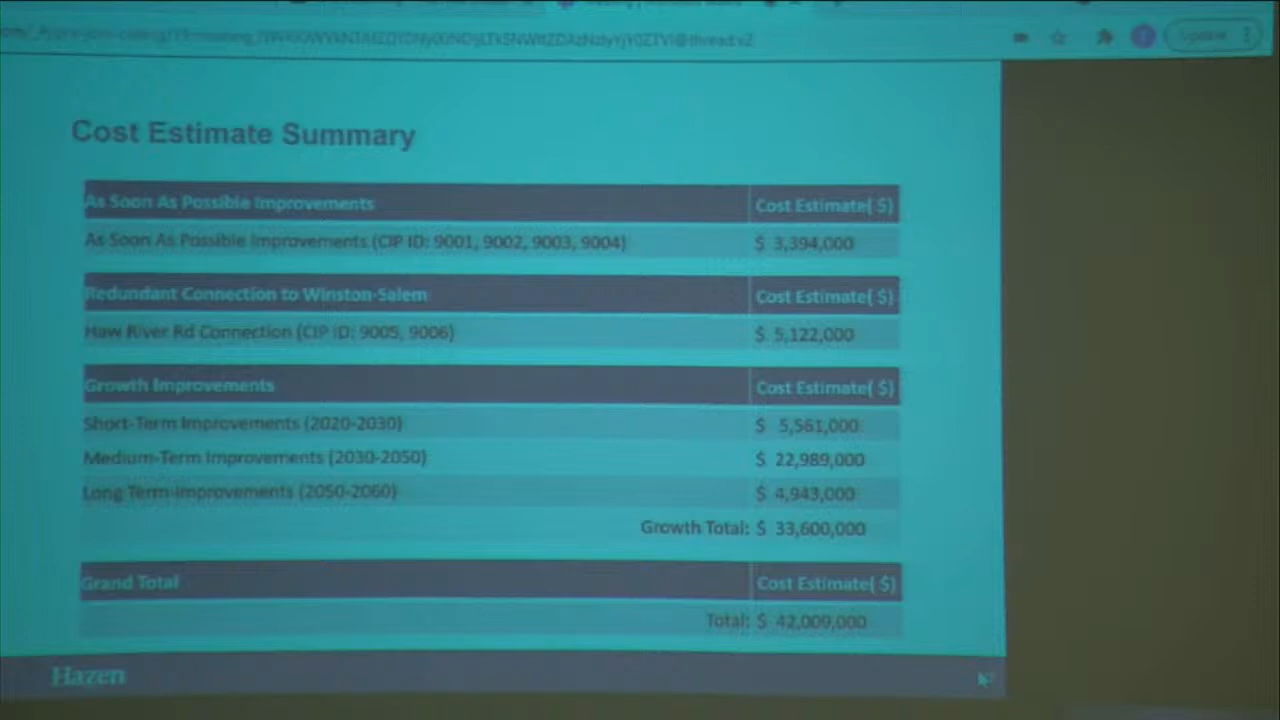 Update
Cost Estimate Summary
As Soon As Possible Improvements Cost Estimate( $)
As Soon As Possible Improvements (CIP ID: 9001, 9002, 9003, 9004) $ 3,394,000
Redundant Connection to Winston-Salem Cost Estimate( $)
Haw River Rd Connection (CIP ID: 9005, 9006) $ 5,122,000
Growth Improvements Cost Estimate( $)
Short-Term Improvements (2020-2030) $ 5,561,000
Medium-Term Improvements (2030-2050) $ 22,989,000
Long Term-Improvements (2050-2060) $ 4,943,000
Growth Total: $ 33,600,000
Grand Total Cost Estimate( $)
Total: $ 42,009,000
Hazen